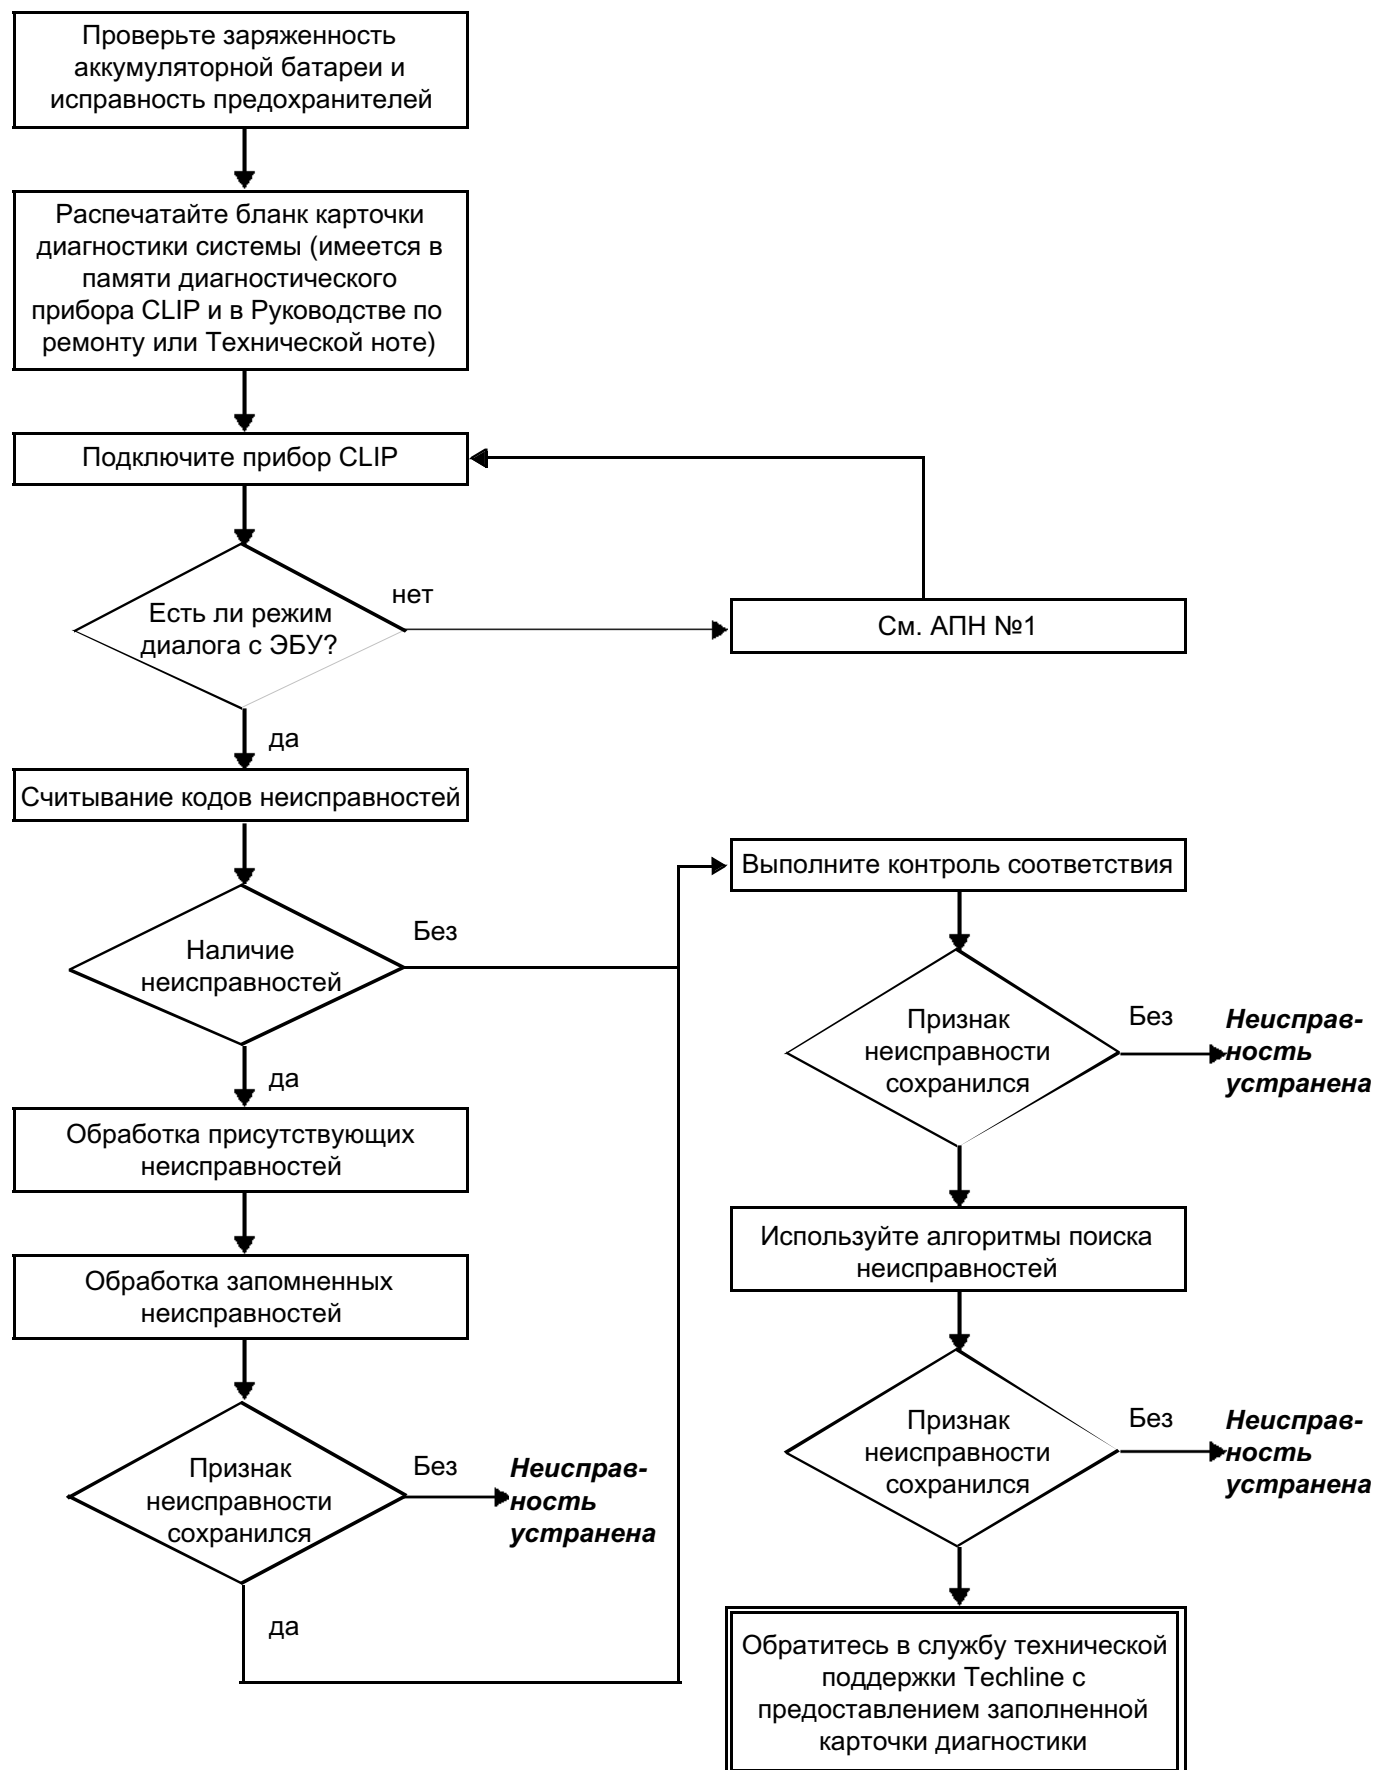 Проверьте заряженность
аккумуляторной батареи и
исправность предохранителей
Распечатайте бланк карточки
диагностики системы (имеется в
памяти диагностического
прибора CLIP и в Руководстве по
ремонту или Технической ноте)
Подключите прибор CLIP
нет
Есть ли режим
диалога с ЭБУ?
См. АПН №1
да
Считывание кодов неисправностей
Без
Наличие
неисправностей
да
Обработка присутствующих
неисправностей
Обработка запомненных
неисправностей
Признак
неисправности
сохранился
Без
Неисправ-
ность
устранена
да
Выполните контроль соответствия
Признак
неисправности
сохранился
Без
Неисправ-
ность
устранена
Используйте алгоритмы поиска
неисправностей
Признак
неисправности
сохранился
Без
Неисправ-
ность
устранена
Обратитесь в службу технической
поддержки Techline с
предоставлением заполненной
карточки диагностики